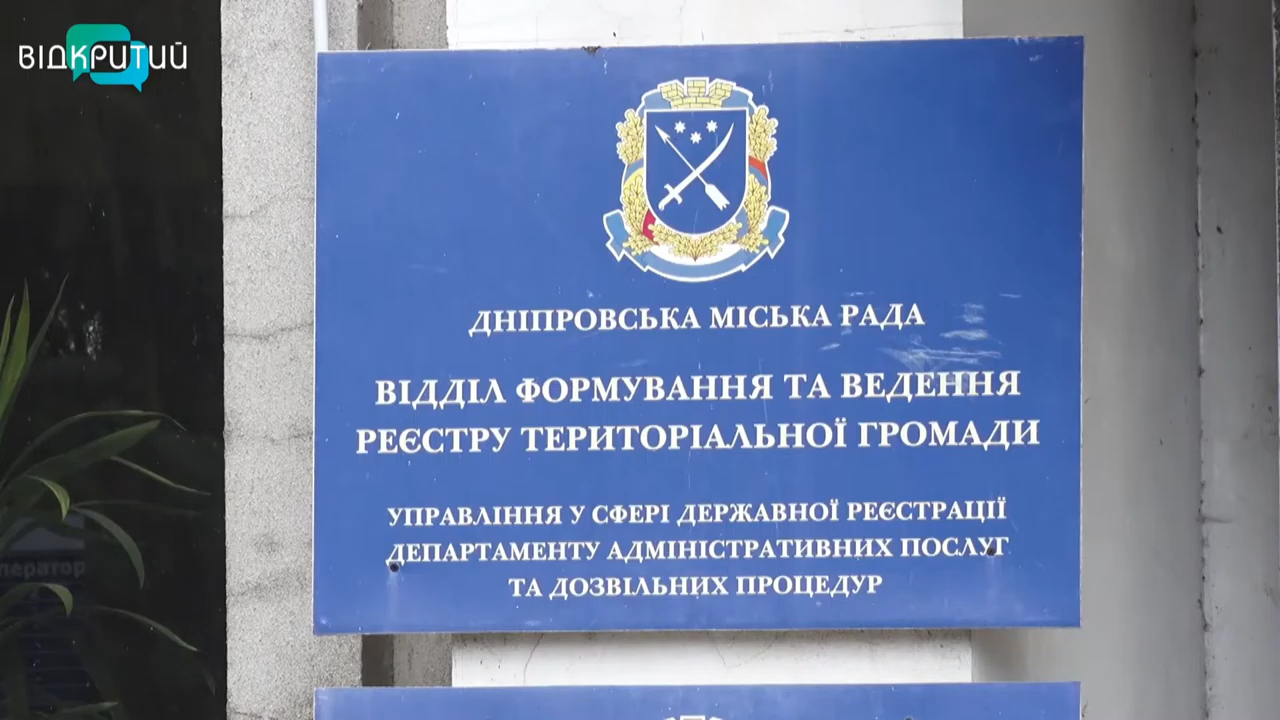 ВІДКРИТИЙ
ДНІПРОВСЬКА МІСЬКА РАДА
ВІДДІЛ ФОРМУВАННЯ ТА ВЕДЕННЯ
РЕЄСТРУ ТЕРИТОРІАЛЬНОЇ ГРОМАДИ
УПРАВЛІННЯ У СФЕРІ ДЕРЖАВНОЇ РЕЄСТРАЦІЇ
ДЕПАРТАМЕНТУ АДМІНІСТРАТИВНИХ ПОСЛУГ
ТА ДОЗВІЛЬНИХ ПРОЦЕДУР